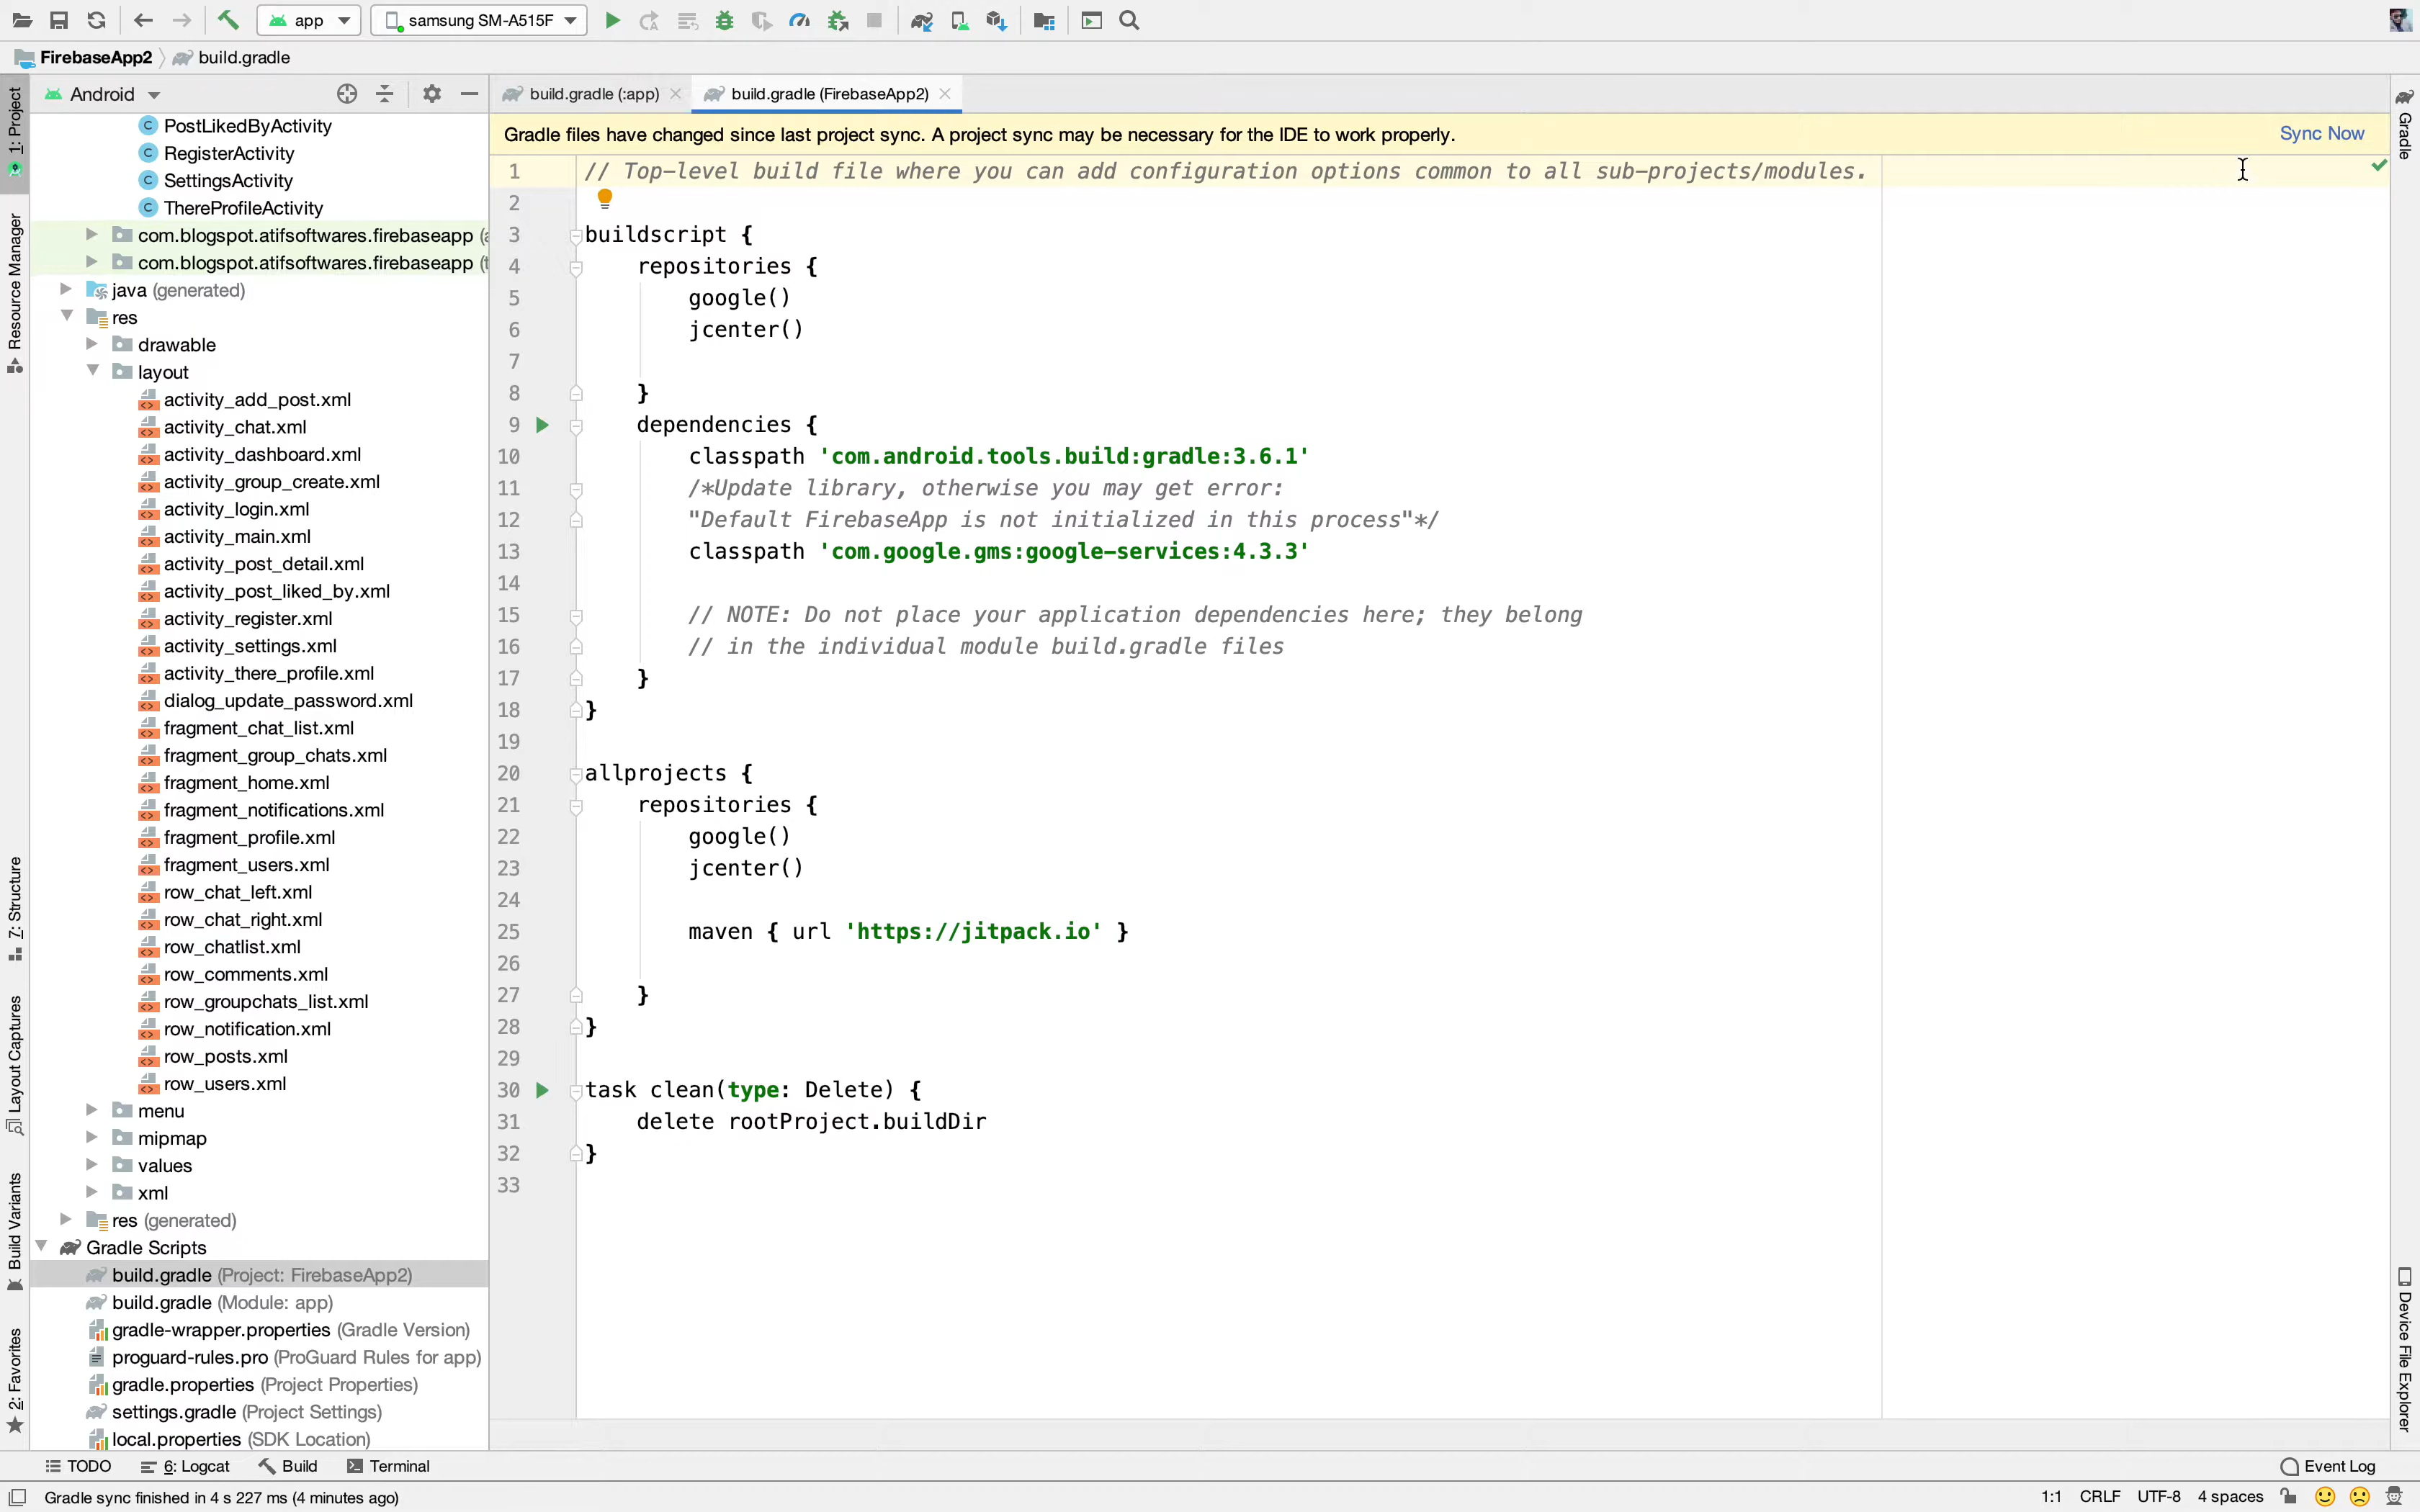 app
samsung SM-A515F
FirebaseApp2
build.gradle
1: Project
Resource Manager
7: Structure
Layout Captures
Build Variants
2: Favorites
Android
PostLikedByActivity
RegisterActivity
SettingsActivity
ThereProfileActivity
com.blogspot.atifsoftwares.firebaseapp
com.blogspot.atifsoftwares.firebaseapp
java (generated)
res
drawable
layout
activity_add_post.xml
activity_chat.xml
activity_dashboard.xml
activity_group_create.xml
activity_login.xml
activity_main.xml
activity_post_detail.xml
activity_post_liked_by.xml
activity_register.xml
activity_settings.xml
activity_there_profile.xml
dialog_update_password.xml
fragment_chat_list.xml
fragment_group_chats.xml
fragment_home.xml
fragment_notifications.xml
fragment_profile.xml
fragment_users.xml
row_chat_left.xml
row_chat_right.xml
row_chatlist.xml
row_comments.xml
row_groupchats_list.xml
row_notification.xml
row_posts.xml
row_users.xml
menu
mipmap
values
xml
res (generated)
Gradle Scripts
build.gradle (Project: FirebaseApp2)
build.gradle (Module: app)
gradle-wrapper.properties (Gradle Version)
proguard-rules.pro (ProGuard Rules for app)
gradle.properties (Project Properties)
settings.gradle (Project Settings)
local.properties (SDK Location)
build.gradle (:app)
build.gradle (FirebaseApp2)
Gradle files have changed since last project sync. A project sync may be necessary for the IDE to work properly.
Sync Now
1 // Top-level build file where you can add configuration options common to all sub-projects/modules.
2
3 buildscript {
4 repositories {
5 google()
6 jcenter()
7
8 }
9 dependencies {
10 classpath 'com.android.tools.build:gradle:3.6.1'
11 /*Update library, otherwise you may get error:
12 "Default FirebaseApp is not initialized in this process"*/
13 classpath 'com.google.gms:google-services:4.3.3'
14
15 // NOTE: Do not place your application dependencies here; they belong
16 // in the individual module build.gradle files
17 }
18 }
19
20 allprojects {
21 repositories {
22 google()
23 jcenter()
24
25 maven { url 'https://jitpack.io' }
26
27 }
28 }
29
30 task clean(type: Delete) {
31 delete rootProject.buildDir
32 }
33
Gradle
Device File Explorer
TODO
6: Logcat
Build
Terminal
Event Log
Gradle sync finished in 4 s 227 ms (4 minutes ago)
1:1
CRLF
UTF-8
4 spaces